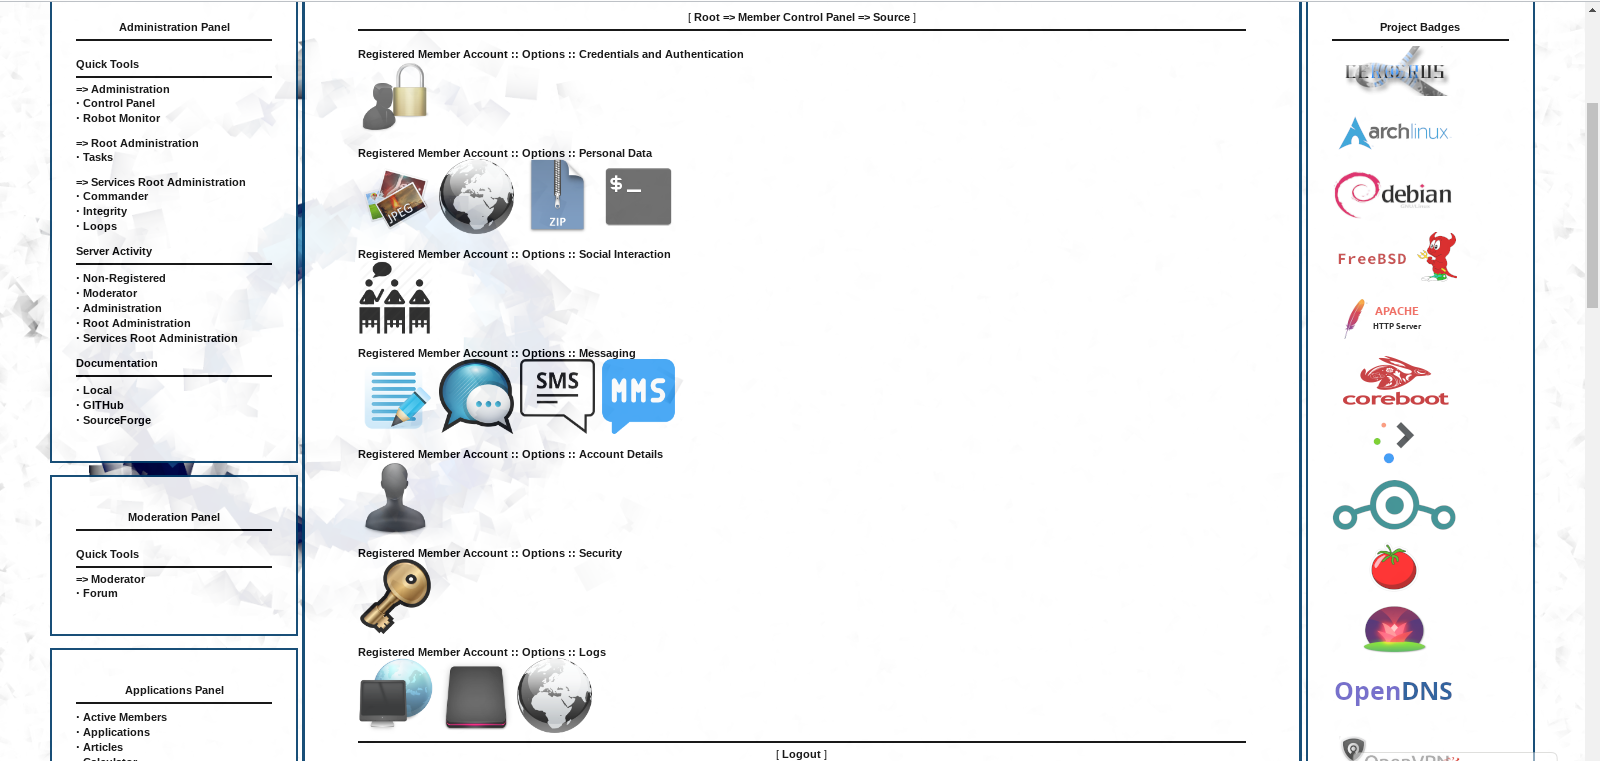 Administration Panel
Quick Tools
=> Administration
· Control Panel
· Robot Monitor
=> Root Administration
· Tasks
=> Services Root Administration
· Commander
· Integrity
· Loops
Server Activity
· Non-Registered
· Moderator
· Administration
· Root Administration
· Services Root Administration
Documentation
· Local
· GITHub
· SourceForge
Moderation Panel
Quick Tools
=> Moderator
· Forum
Applications Panel
· Active Members
· Applications
· Articles
· Calculator
[ Root => Member Control Panel => Source ]
Registered Member Account :: Options :: Credentials and Authentication
Registered Member Account :: Options :: Personal Data
JPEG
ZIP
$ _
Registered Member Account :: Options :: Social Interaction
Registered Member Account :: Options :: Messaging
SMS
MMS
Registered Member Account :: Options :: Account Details
Registered Member Account :: Options :: Security
Registered Member Account :: Options :: Logs
[ Logout ]
Project Badges
CERBERUS
archlinux
debian
FreeBSD
APACHE
HTTP Server
coreboot
OpenDNS
OpenVPN